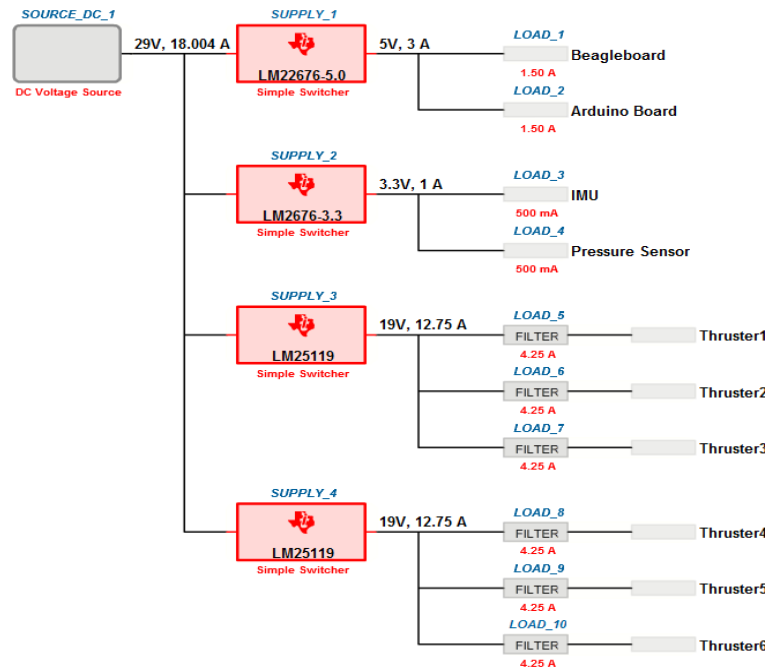 SOURCE_DC_1
DC Voltage Source
29V, 18.004 A
SUPPLY_1
LM22676-5.0
Simple Switcher
5V, 3 A
LOAD_1
Beagleboard
1.50 A
LOAD_2
Arduino Board
1.50 A
SUPPLY_2
LM2676-3.3
Simple Switcher
3.3V, 1 A
LOAD_3
IMU
500 mA
LOAD_4
Pressure Sensor
500 mA
SUPPLY_3
LM25119
Simple Switcher
19V, 12.75 A
LOAD_5
FILTER
Thruster1
4.25 A
LOAD_6
FILTER
Thruster2
4.25 A
LOAD_7
FILTER
Thruster3
4.25 A
SUPPLY_4
LM25119
Simple Switcher
19V, 12.75 A
LOAD_8
FILTER
Thruster4
4.25 A
LOAD_9
FILTER
Thruster5
4.25 A
LOAD_10
FILTER
Thruster6
4.25 A